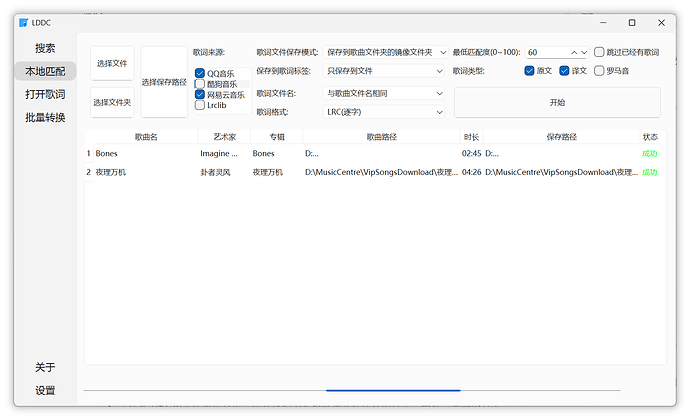 LDDC
搜索
本地匹配
打开歌词
批量转换
关于
设置
选择文件
选择文件夹
选择保存路径
歌词来源:
QQ音乐
酷狗音乐
网易云音乐
Lrclib
歌词文件保存模式: 保存到歌曲文件夹的镜像文件夹
保存到歌词标签: 只保存到文件
歌词文件名: 与歌曲文件名相同
歌词格式: LRC(逐字)
最低匹配度(0~100): 60 跳过已经有歌词
歌词类型: 原文 译文 罗马音
开始
歌曲名 艺术家 专辑 歌曲路径 时长 保存路径 状态
1 Bones Imagine ... Bones D:... 02:45 D:... 成功
2 夜理万机 卦者灵风 夜理万机 D:\MusicCentre\VipSongsDownload\夜理... 04:26 D:\MusicCentre\VipSongsDownload\夜理... 成功